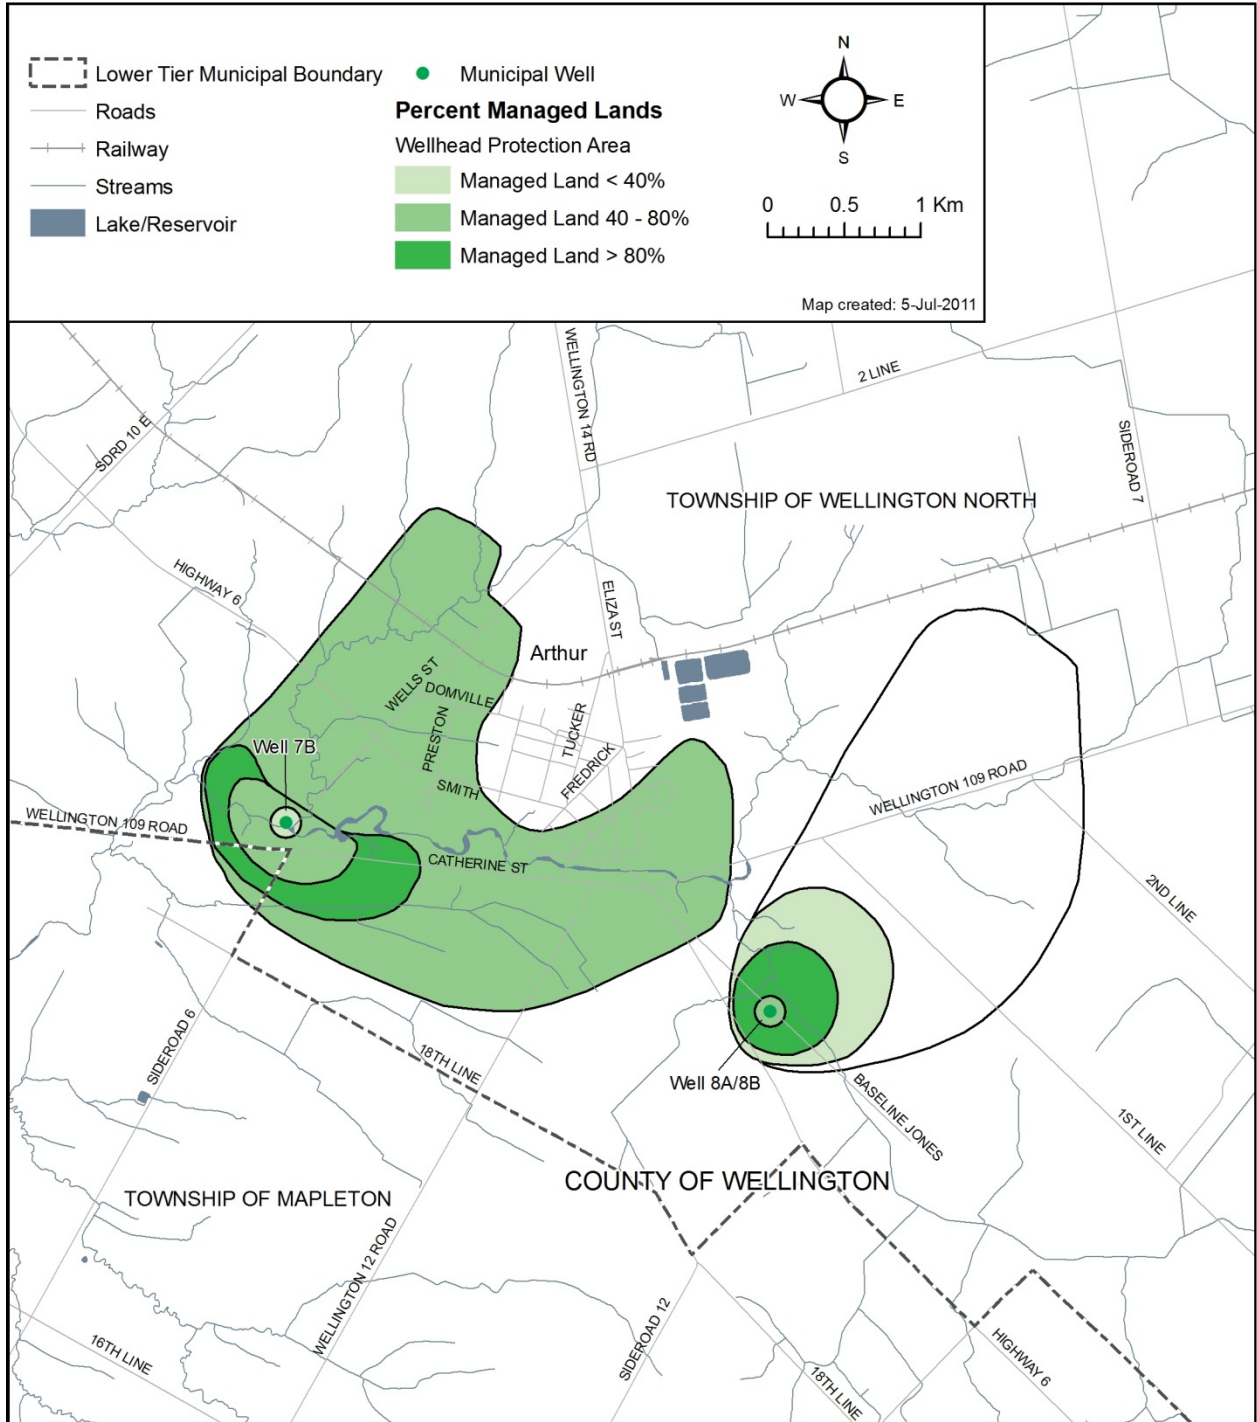 Lower Tier Municipal Boundary
Roads
Railway
Streams
Lake/Reservoir
Municipal Well
Percent Managed Lands
Wellhead Protection Area
Managed Land < 40%
Managed Land 40 - 80%
Managed Land > 80%
N
W
E
S
0 0.5 1 Km
Map created: 5-Jul-2011
WELLINGTON 14 RD
2 LINE
SDRD 10 E
SIDEROAD 7
TOWNSHIP OF WELLINGTON NORTH
HIGHWAY 6
ELIZA ST
Arthur
WELLS ST
DOMVILLE
PRESTON
TUCKER
FREDRICK
Well 7B
SMITH
WELLINGTON 109 ROAD
WELLINGTON 109 ROAD
CATHERINE ST
2ND LINE
SIDEROAD 6
18TH LINE
Well 8A/8B
BASELINE JONES
1ST LINE
COUNTY OF WELLINGTON
TOWNSHIP OF MAPLETON
WELLINGTON 12 ROAD
16TH LINE
SIDEROAD 12
18TH LINE
HIGHWAY 6